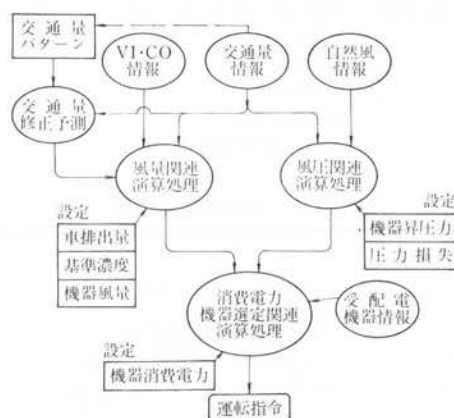 交通量
パターン
VI・CO
情報
交通量
情報
自然風
情報
交通量
修正予測
風量関連
演算処理
風圧関連
演算処理
設定
車排出量
基準濃度
機器風量
設定
機器昇圧力
圧力損失
消費電力
機器選定関連
演算処理
受配電
機器情報
設定
機器消費電力
運転指令